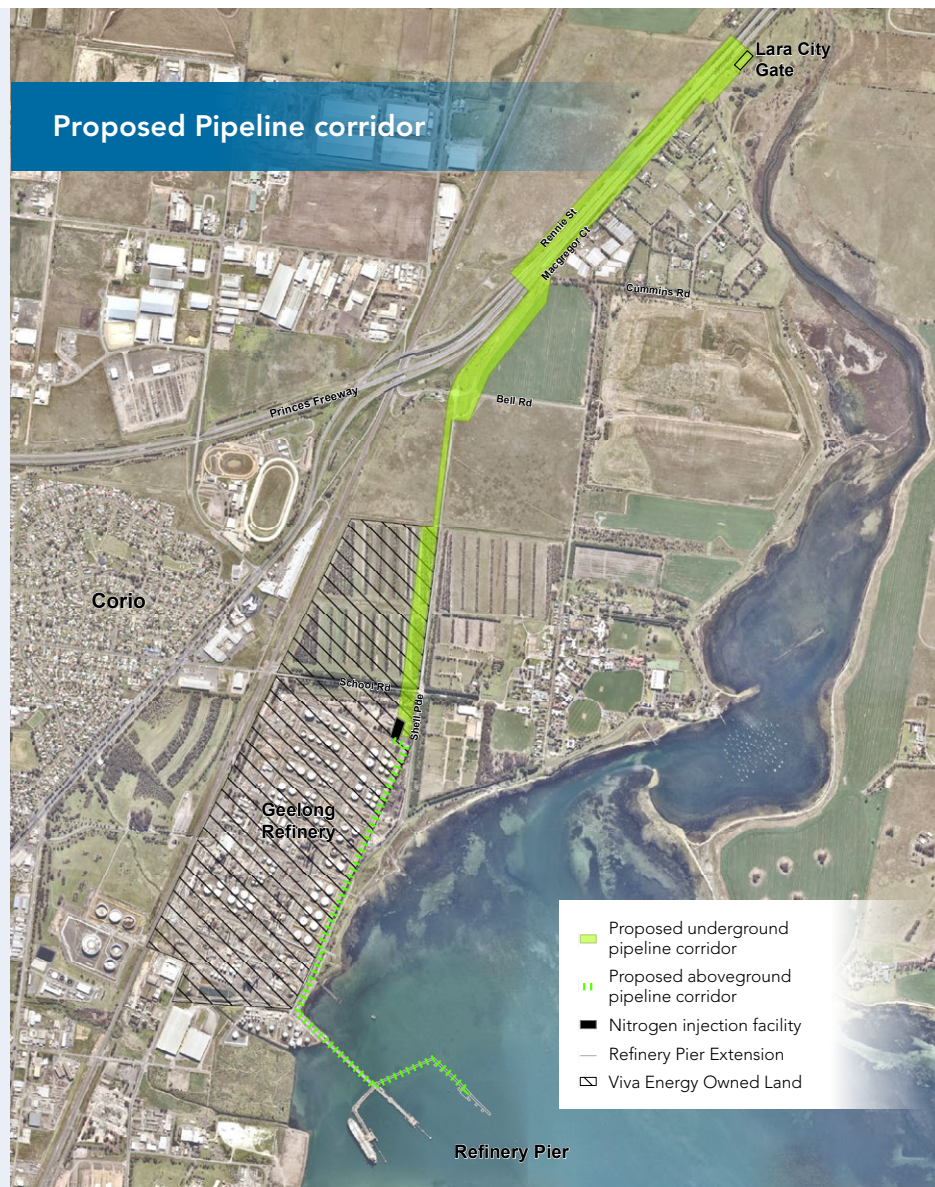 Lara City
Gate
Proposed Pipeline corridor
Rennie St
Macgregor Ct
Cummins Rd
Princes Freeway
Bell Rd
Corio
School Rd
Shell Pde
Geelong
Refinery
Proposed underground
pipeline corridor
Proposed aboveground
pipeline corridor
Nitrogen injection facility
Refinery Pier Extension
Viva Energy Owned Land
Refinery Pier